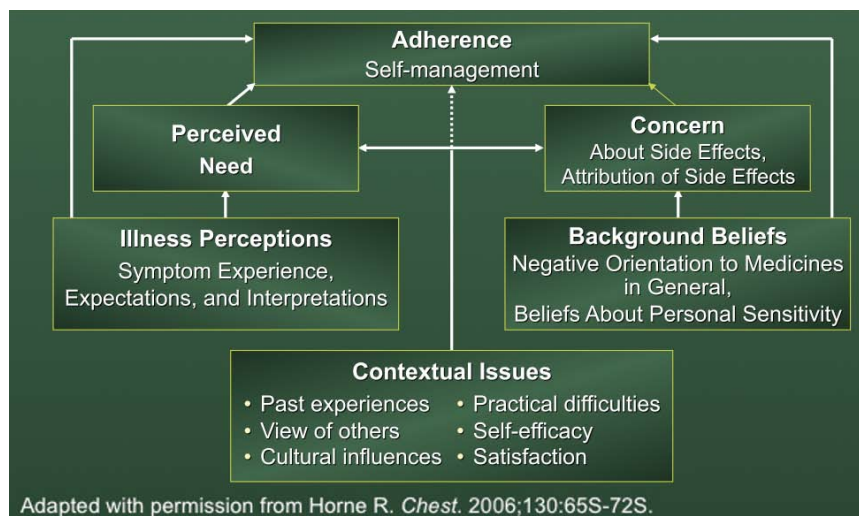 Adherence
Self-management
Perceived
Need
Concern
About Side Effects,
Attribution of Side Effects
Illness Perceptions
Symptom Experience,
Expectations, and Interpretations
Background Beliefs
Negative Orientation to Medicines
in General,
Beliefs About Personal Sensitivity
Contextual Issues
• Past experiences
• View of others
• Cultural influences
• Practical difficulties
• Self-efficacy
• Satisfaction
Adapted with permission from Horne R. Chest. 2006;130:65S-72S.